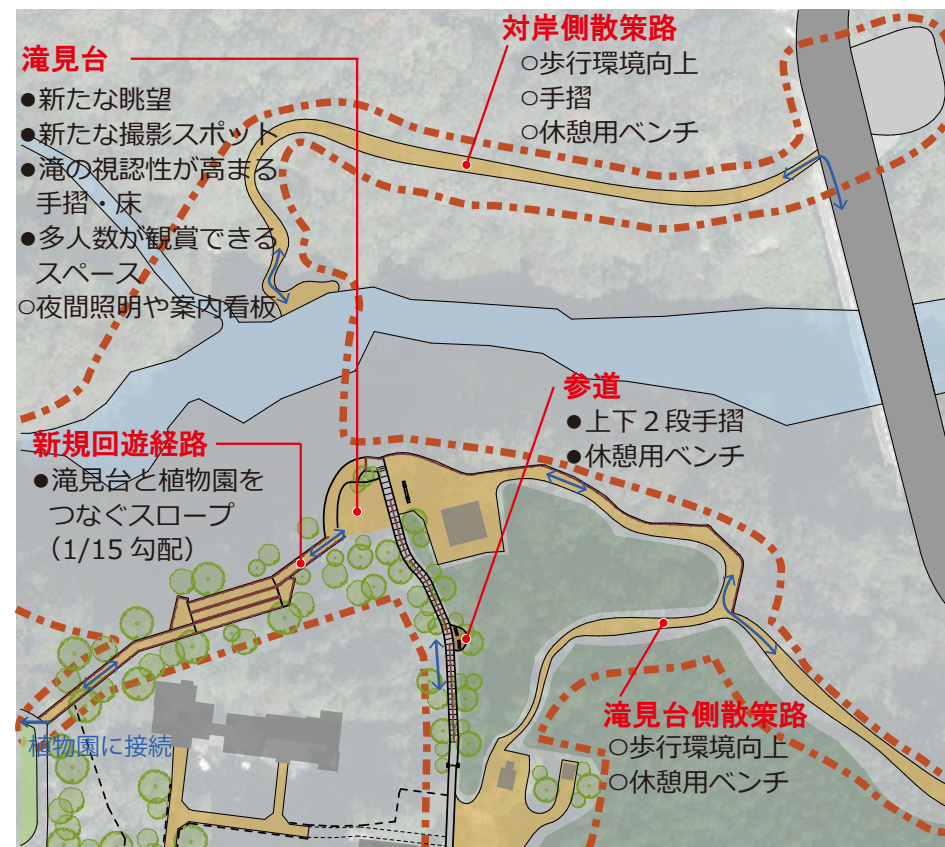 滝見台
●新たな眺望
●新たな撮影スポット
●滝の視認性が高まる
手摺・床
●多人数が観賞できる
スペース
○夜間照明や案内看板
対岸側散策路
○歩行環境向上
○手摺
○休憩用ベンチ
参道
●上下2段手摺
●休憩用ベンチ
新規回遊経路
●滝見台と植物園を
つなぐスロープ
（1/15 勾配）
滝見台側散策路
○歩行環境向上
○休憩用ベンチ
植物園に接続